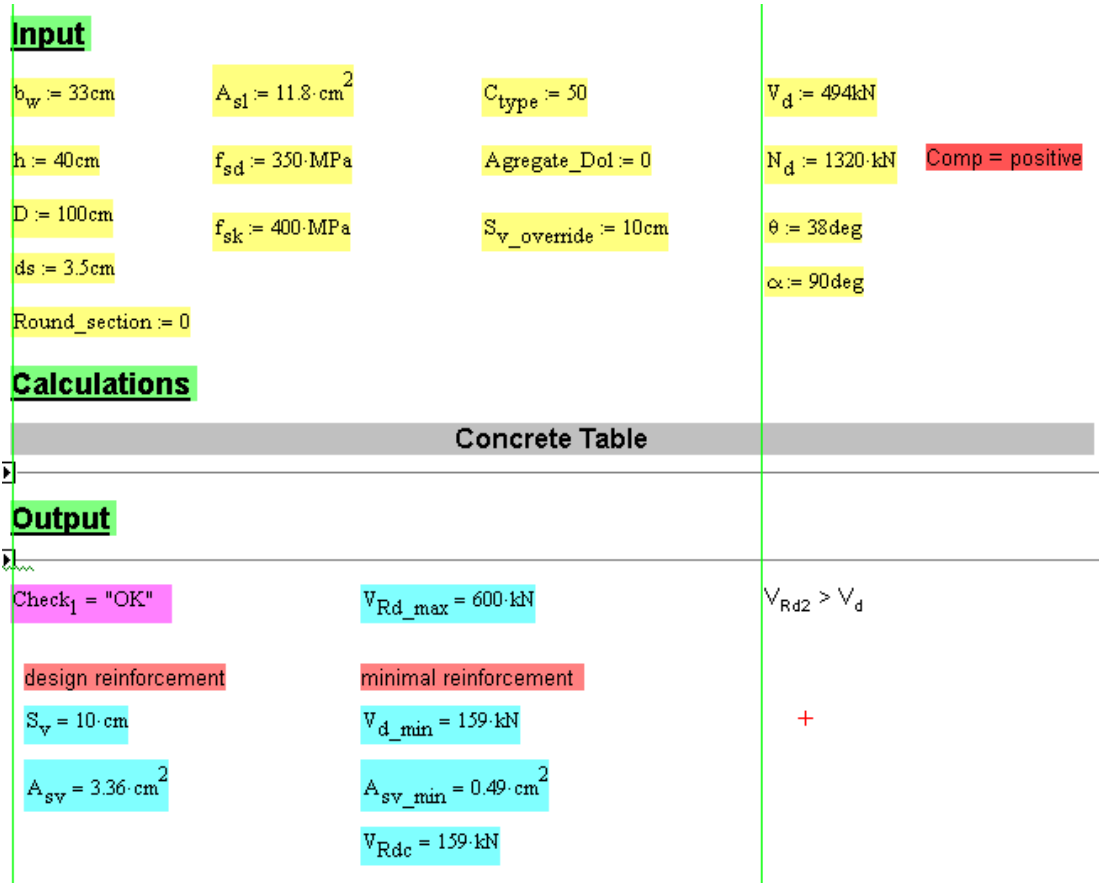 Input
b_w := 33cm A_sl := 11.8·cm^2 C_type := 50 V_d := 494kN
h := 40cm f_sd := 350·MPa Agregate_Dol := 0 N_d := 1320·kN Comp = positive
D := 100cm f_sk := 400·MPa S_v_override := 10cm θ := 38deg
ds := 3.5cm α := 90deg
Round_section := 0
Calculations
Concrete Table
Output
Check_1 = "OK" V_Rd_max = 600·kN V_Rd2 > V_d
design reinforcement minimal reinforcement
S_v = 10·cm V_d_min = 159·kN
A_sv = 3.36·cm^2 A_sv_min = 0.49·cm^2
V_Rdc = 159·kN